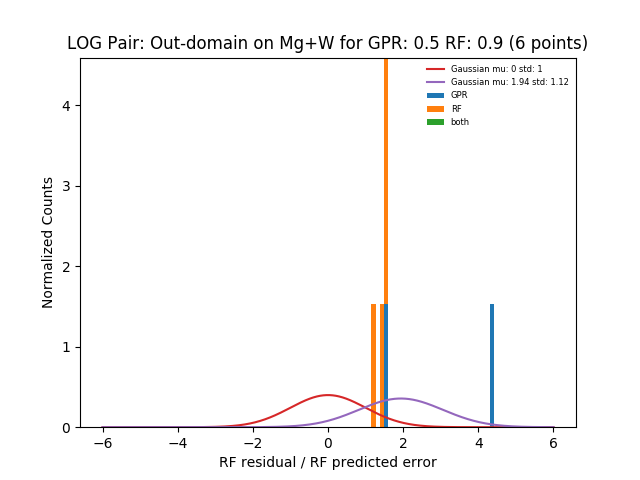 LOG Pair: Out-domain on Mg+W for GPR: 0.5 RF: 0.9 (6 points)
Gaussian mu: 0 std: 1
Gaussian mu: 1.94 std: 1.12
GPR
RF
both
Normalized Counts
4
3
2
1
0
−6 −4 −2 0 2 4 6
RF residual / RF predicted error